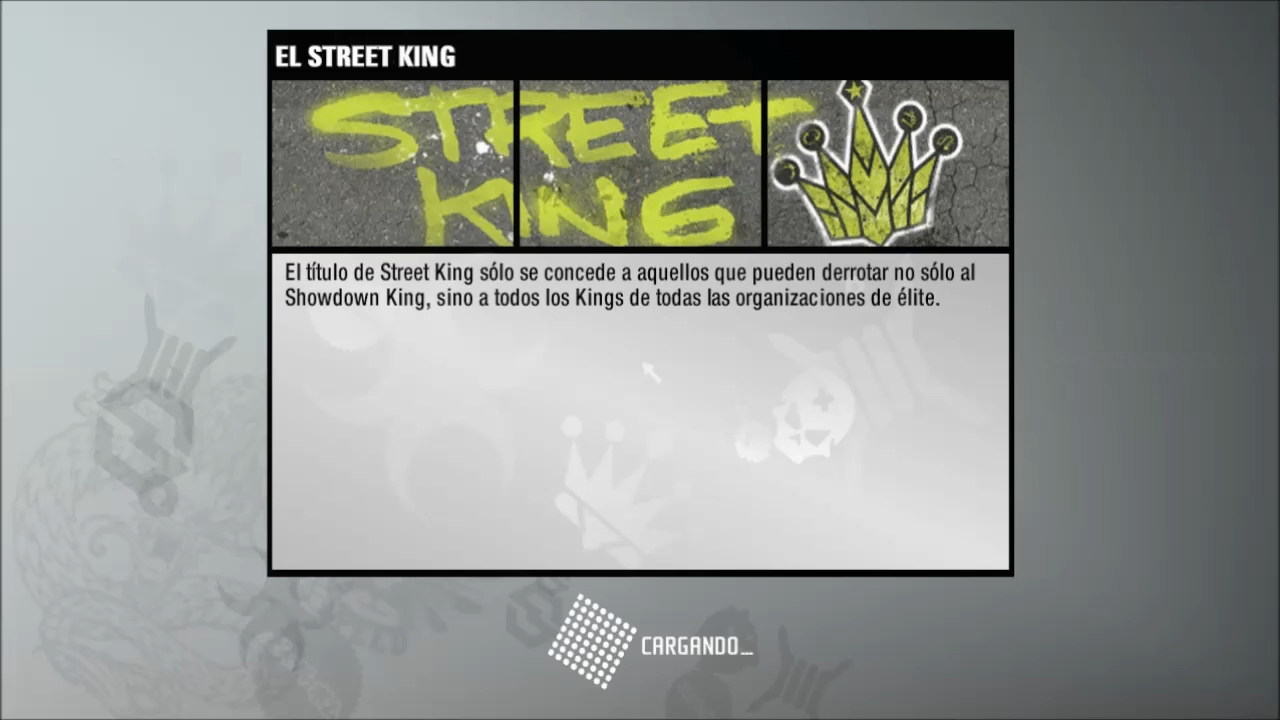 EL STREET KING
STREET
KING
El título de Street King sólo se concede a aquellos que pueden derrotar no sólo al
Showdown King, sino a todos los Kings de todas las organizaciones de élite.
CARGANDO_